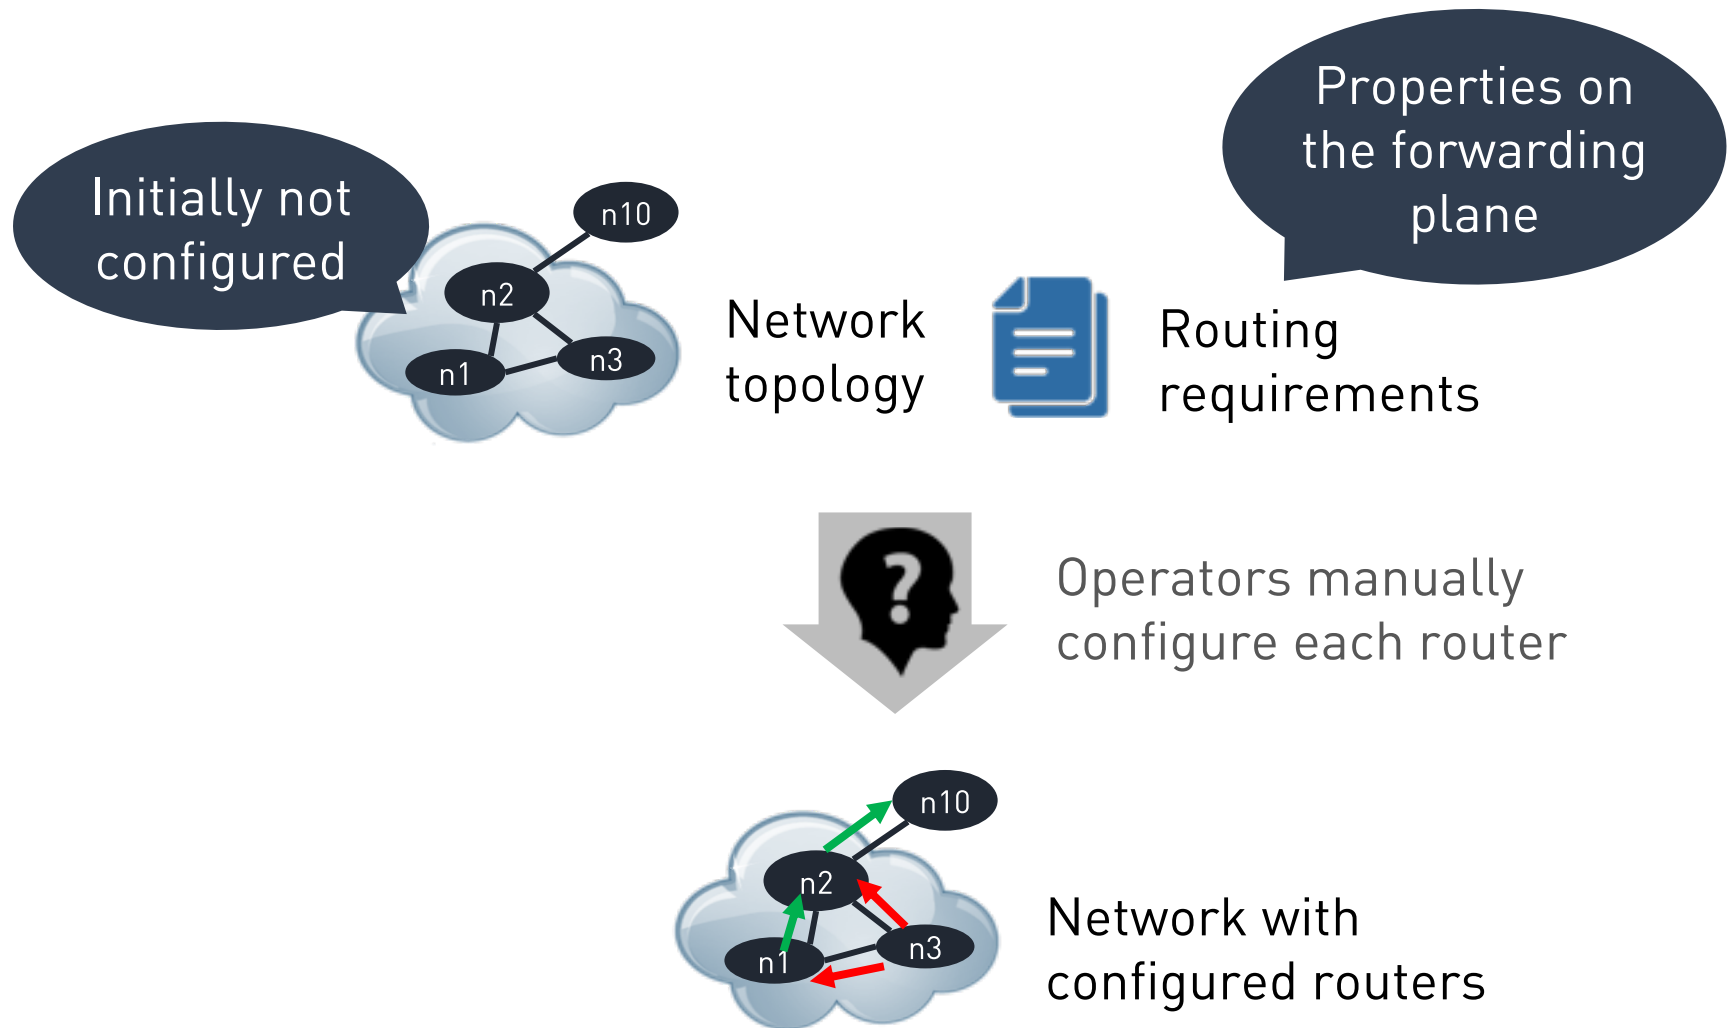 Properties on
the forwarding
plane
Initially not
configured
n10
n2
n1
n3
Network
topology
Routing
requirements
?
Operators manually
configure each router
n10
n2
n1
n3
Network with
configured routers